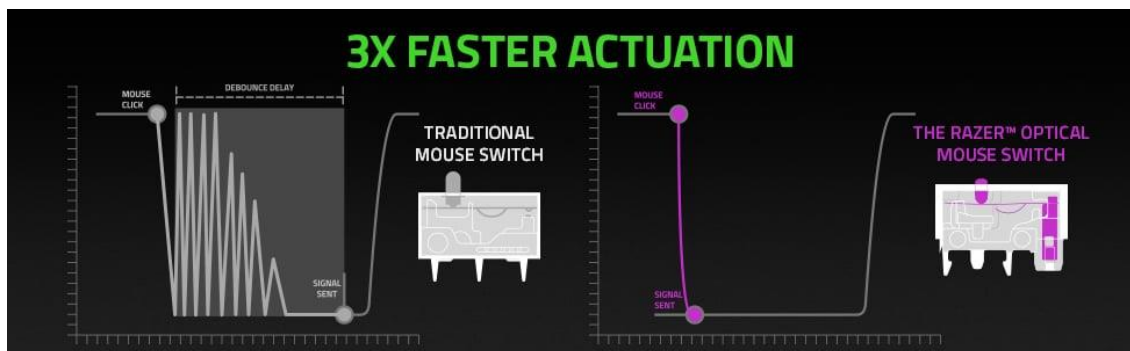 3X FASTER ACTUATION
DEBOUNCE DELAY
MOUSE
CLICK
TRADITIONAL
MOUSE SWITCH
SIGNAL
SENT
MOUSE
CLICK
THE RAZER™ OPTICAL
MOUSE SWITCH
SIGNAL
SENT